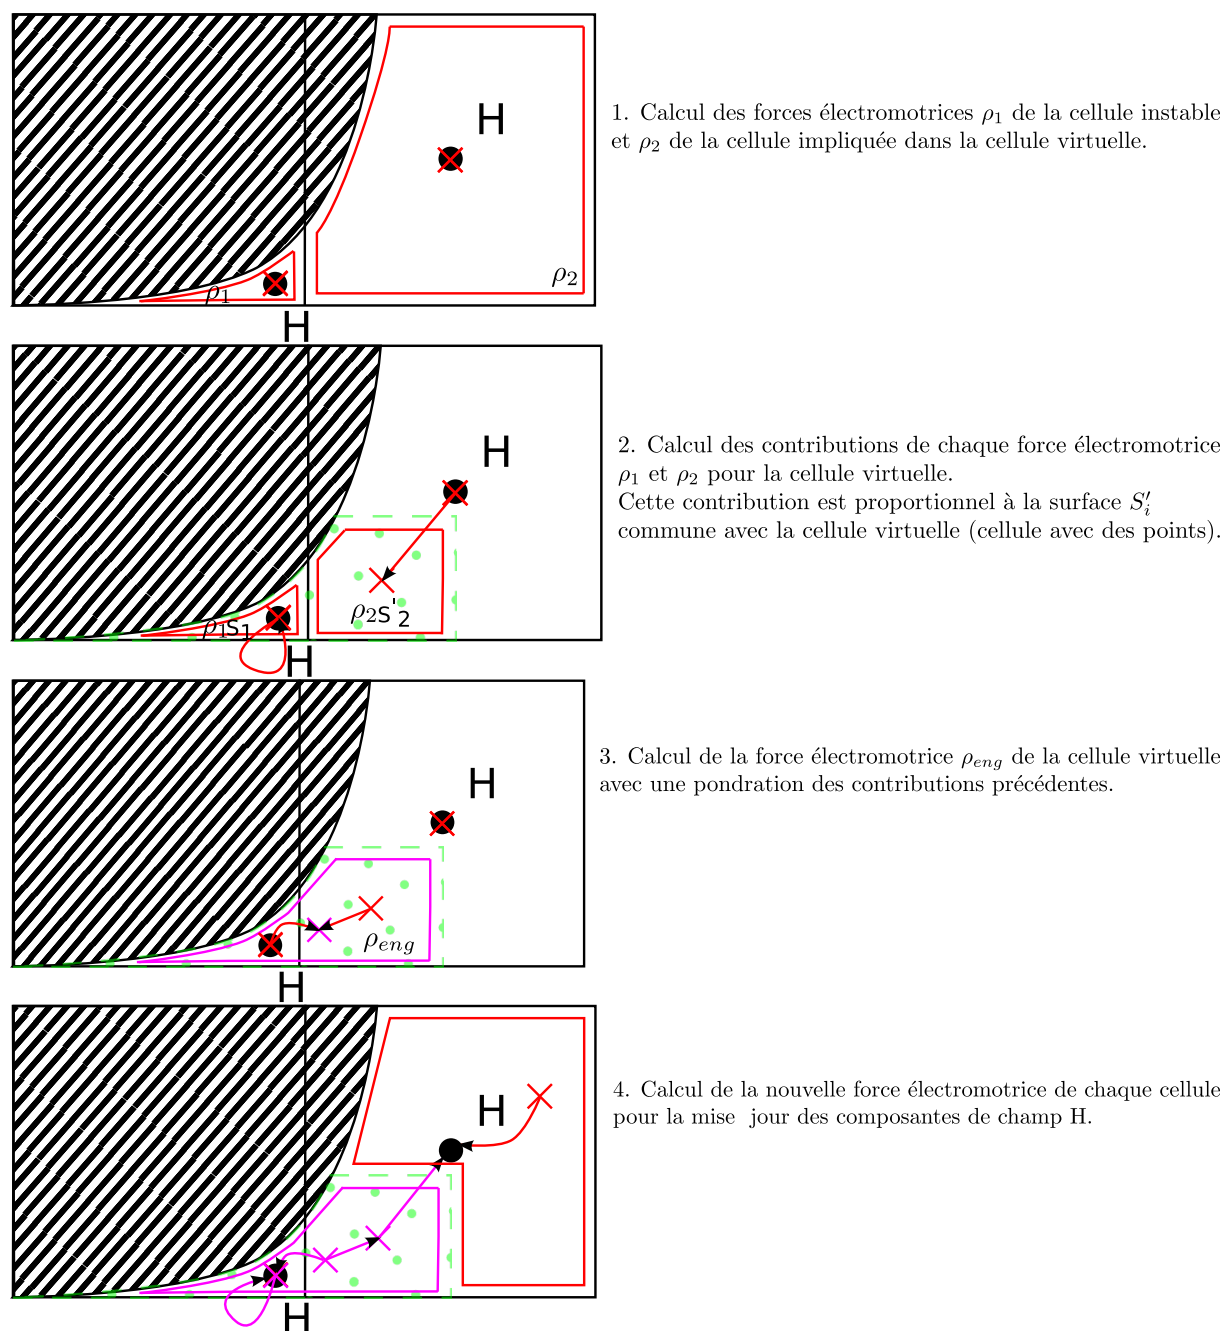 H
1. Calcul des forces électromotrices ρ₁ de la cellule instable
et ρ₂ de la cellule impliquée dans la cellule virtuelle.
ρ₂
ρ₁
H
H
2. Calcul des contributions de chaque force électromotrice
ρ₁ et ρ₂ pour la cellule virtuelle.
Cette contribution est proportionnel à la surface S′ᵢ
commune avec la cellule virtuelle (cellule avec des points).
ρ₂S'₂
ρ₁S₁
H
3. Calcul de la force électromotrice ρ_eng de la cellule virtuelle
avec une pondration des contributions précédentes.
H
ρ_eng
H
4. Calcul de la nouvelle force électromotrice de chaque cellule
pour la mise jour des composantes de champ H.
H
H